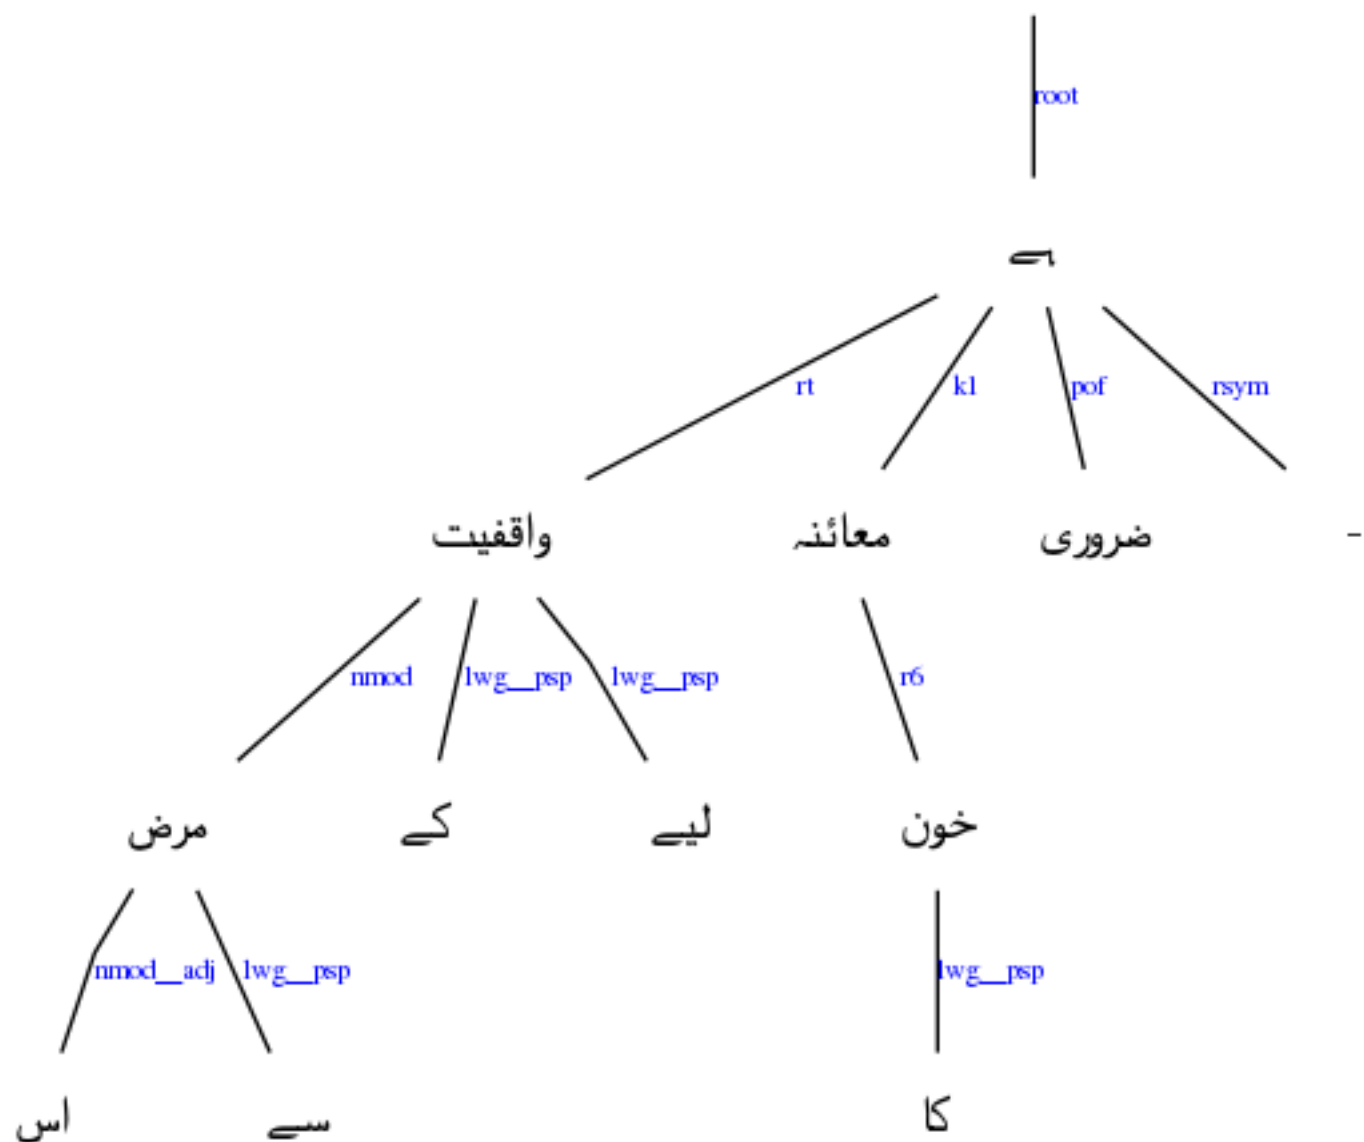 root
ہے
rt k1 pof rsym
واقفیت معائنہ ضروری -
nmod lwg__psp lwg__psp r6
مرض کے لیے خون
nmod__adj lwg__psp lwg__psp
اس سے کا